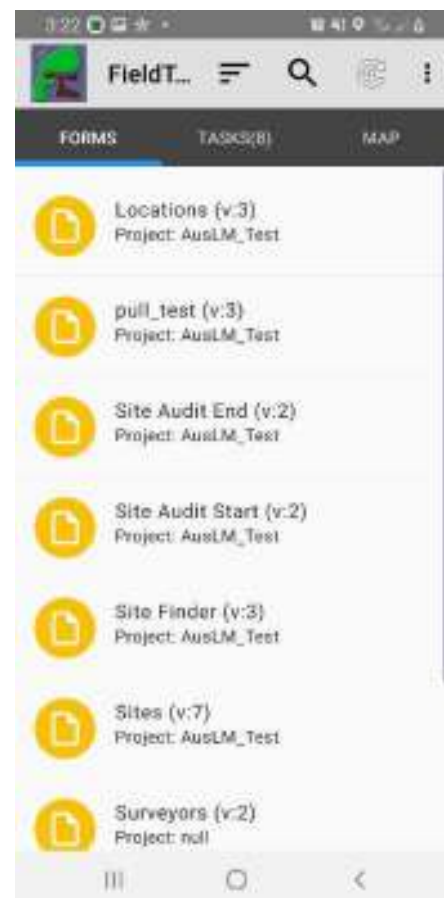 3:22
FieldT...
FORMS
TASKS(8)
MAP
Locations (v:3)
Project: AusLM_Test
pull_test (v:3)
Project: AusLM_Test
Site Audit End (v:2)
Project: AusLM_Test
Site Audit Start (v:2)
Project: AusLM_Test
Site Finder (v:3)
Project: AusLM_Test
Sites (v:7)
Project: AusLM_Test
Surveyors (v:2)
Project: null